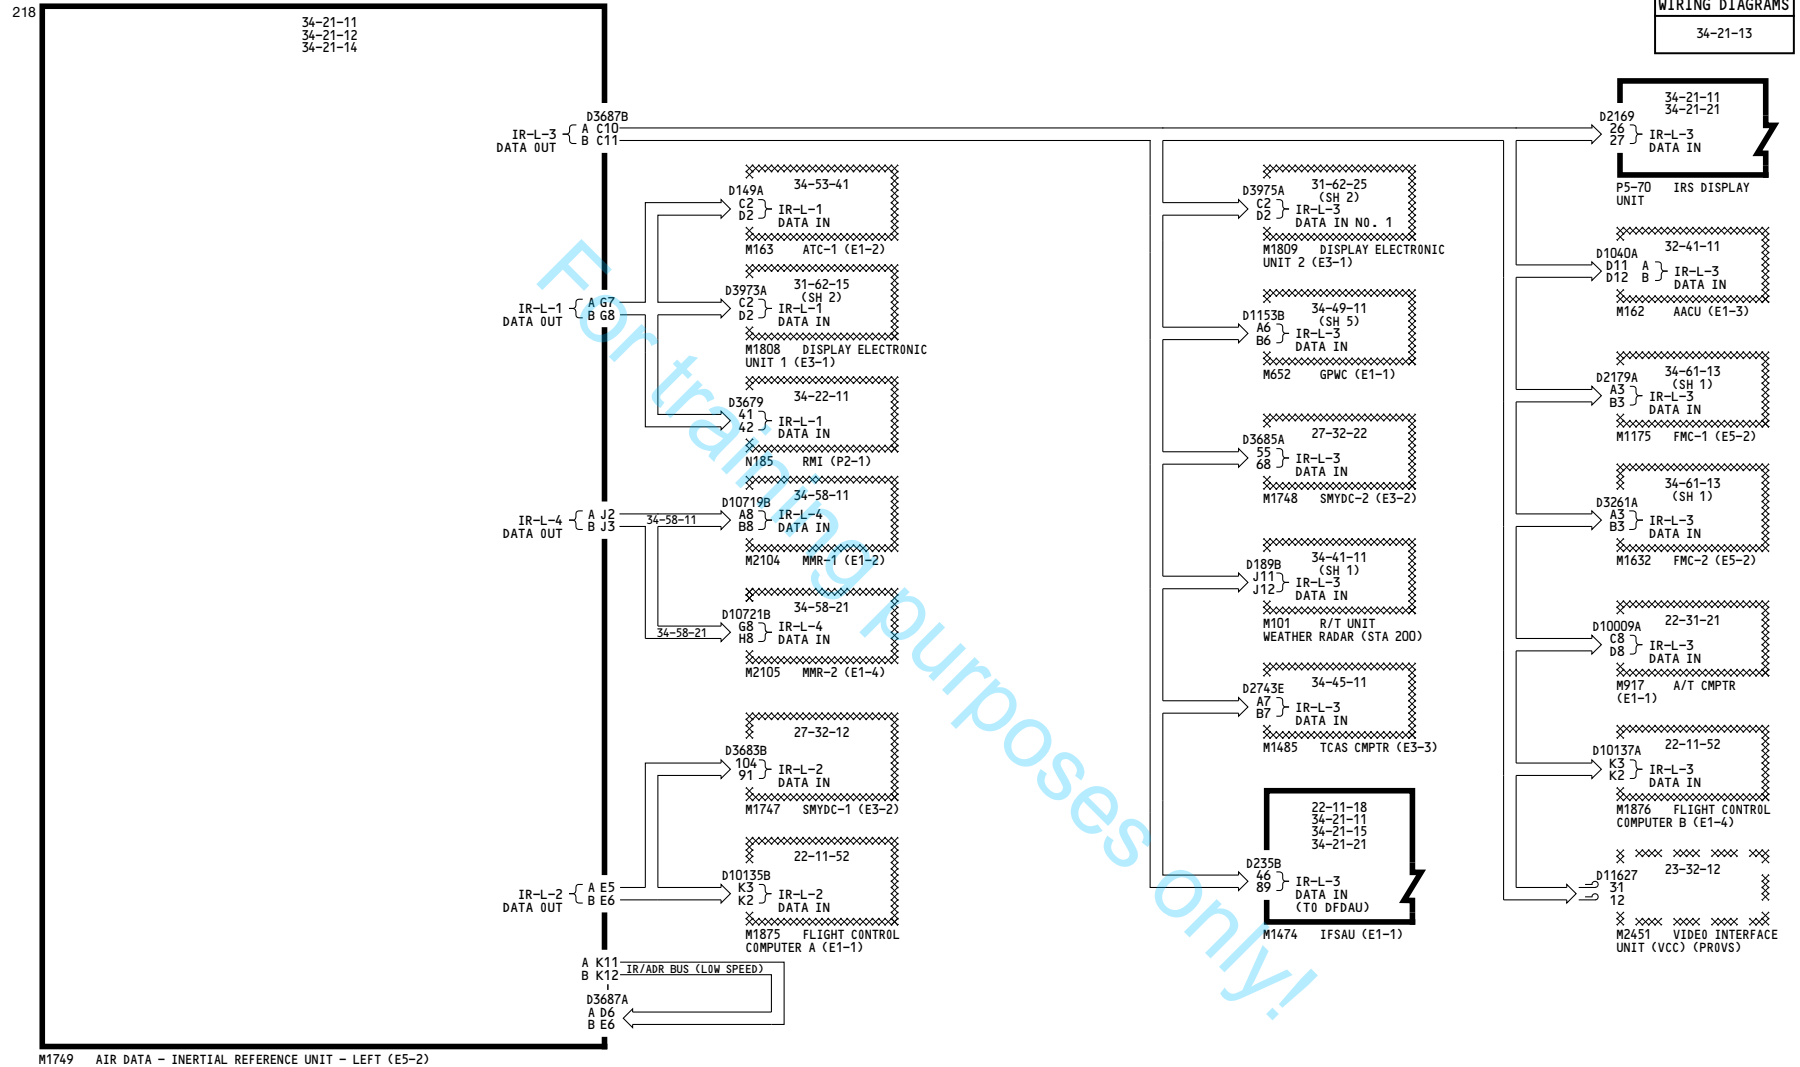 218
34-21-11
34-21-12
34-21-14
WIRING DIAGRAMS
34-21-13
D3687B
IR-L-3 A C10
DATA OUT B C11
IR-L-1 A G7
DATA OUT B G8
IR-L-4 A J2
DATA OUT B J3
IR-L-2 A E5
DATA OUT B E6
A K11
B K12
IR/ADR BUS (LOW SPEED)
D3687A
A D6
B E6
M1749 AIR DATA - INERTIAL REFERENCE UNIT - LEFT (E5-2)
34-53-41
D149A
C2 IR-L-1
D2 DATA IN
M163 ATC-1 (E1-2)
31-62-15
(SH 2)
D3973A
C2 IR-L-1
D2 DATA IN
M1808 DISPLAY ELECTRONIC
UNIT 1 (E3-1)
34-22-11
D3679
41 IR-L-1
42 DATA IN
N185 RMI (P2-1)
34-58-11
34-58-11
D10719B
A8 IR-L-4
B8 DATA IN
M2104 MMR-1 (E1-2)
34-58-21
34-58-21
D10721B
G8 IR-L-4
H8 DATA IN
M2105 MMR-2 (E1-4)
27-32-12
D3683B
104 IR-L-2
91 DATA IN
M1747 SMYDC-1 (E3-2)
22-11-52
D10135B
K3 IR-L-2
K2 DATA IN
M1875 FLIGHT CONTROL
COMPUTER A (E1-1)
31-62-25
(SH 2)
D3975A
C2 IR-L-3
D2 DATA IN NO. 1
M1809 DISPLAY ELECTRONIC
UNIT 2 (E3-1)
34-49-11
(SH 5)
D1153B
A6 IR-L-3
B6 DATA IN
M652 GPWC (E1-1)
27-32-22
D3685A
55 IR-L-3
68 DATA IN
M1748 SMYDC-2 (E3-2)
34-41-11
(SH 1)
D189B
J11 IR-L-3
J12 DATA IN
M101 R/T UNIT
WEATHER RADAR (STA 200)
34-45-11
D2743E
A7 IR-L-3
B7 DATA IN
M1485 TCAS CMPTR (E3-3)
22-11-18
34-21-11
34-21-15
34-21-21
D235B
46 IR-L-3
89 DATA IN
(TO DFDAU)
M1474 IFSAU (E1-1)
34-21-11
34-21-21
D2169
26 IR-L-3
27 DATA IN
P5-70 IRS DISPLAY
UNIT
32-41-11
D1040A
D11 A IR-L-3
D12 B DATA IN
M162 AACU (E1-3)
34-61-13
(SH 1)
D2179A
A3 IR-L-3
B3 DATA IN
M1175 FMC-1 (E5-2)
34-61-13
(SH 1)
D3261A
A3 IR-L-3
B3 DATA IN
M1632 FMC-2 (E5-2)
22-31-21
D10009A
C8 IR-L-3
D8 DATA IN
M917 A/T CMPTR
(E1-1)
22-11-52
D10137A
K3 IR-L-3
K2 DATA IN
M1876 FLIGHT CONTROL
COMPUTER B (E1-4)
23-32-12
D11627
31
12
M2451 VIDEO INTERFACE
UNIT (VCC) (PROVS)
For training purposes only!